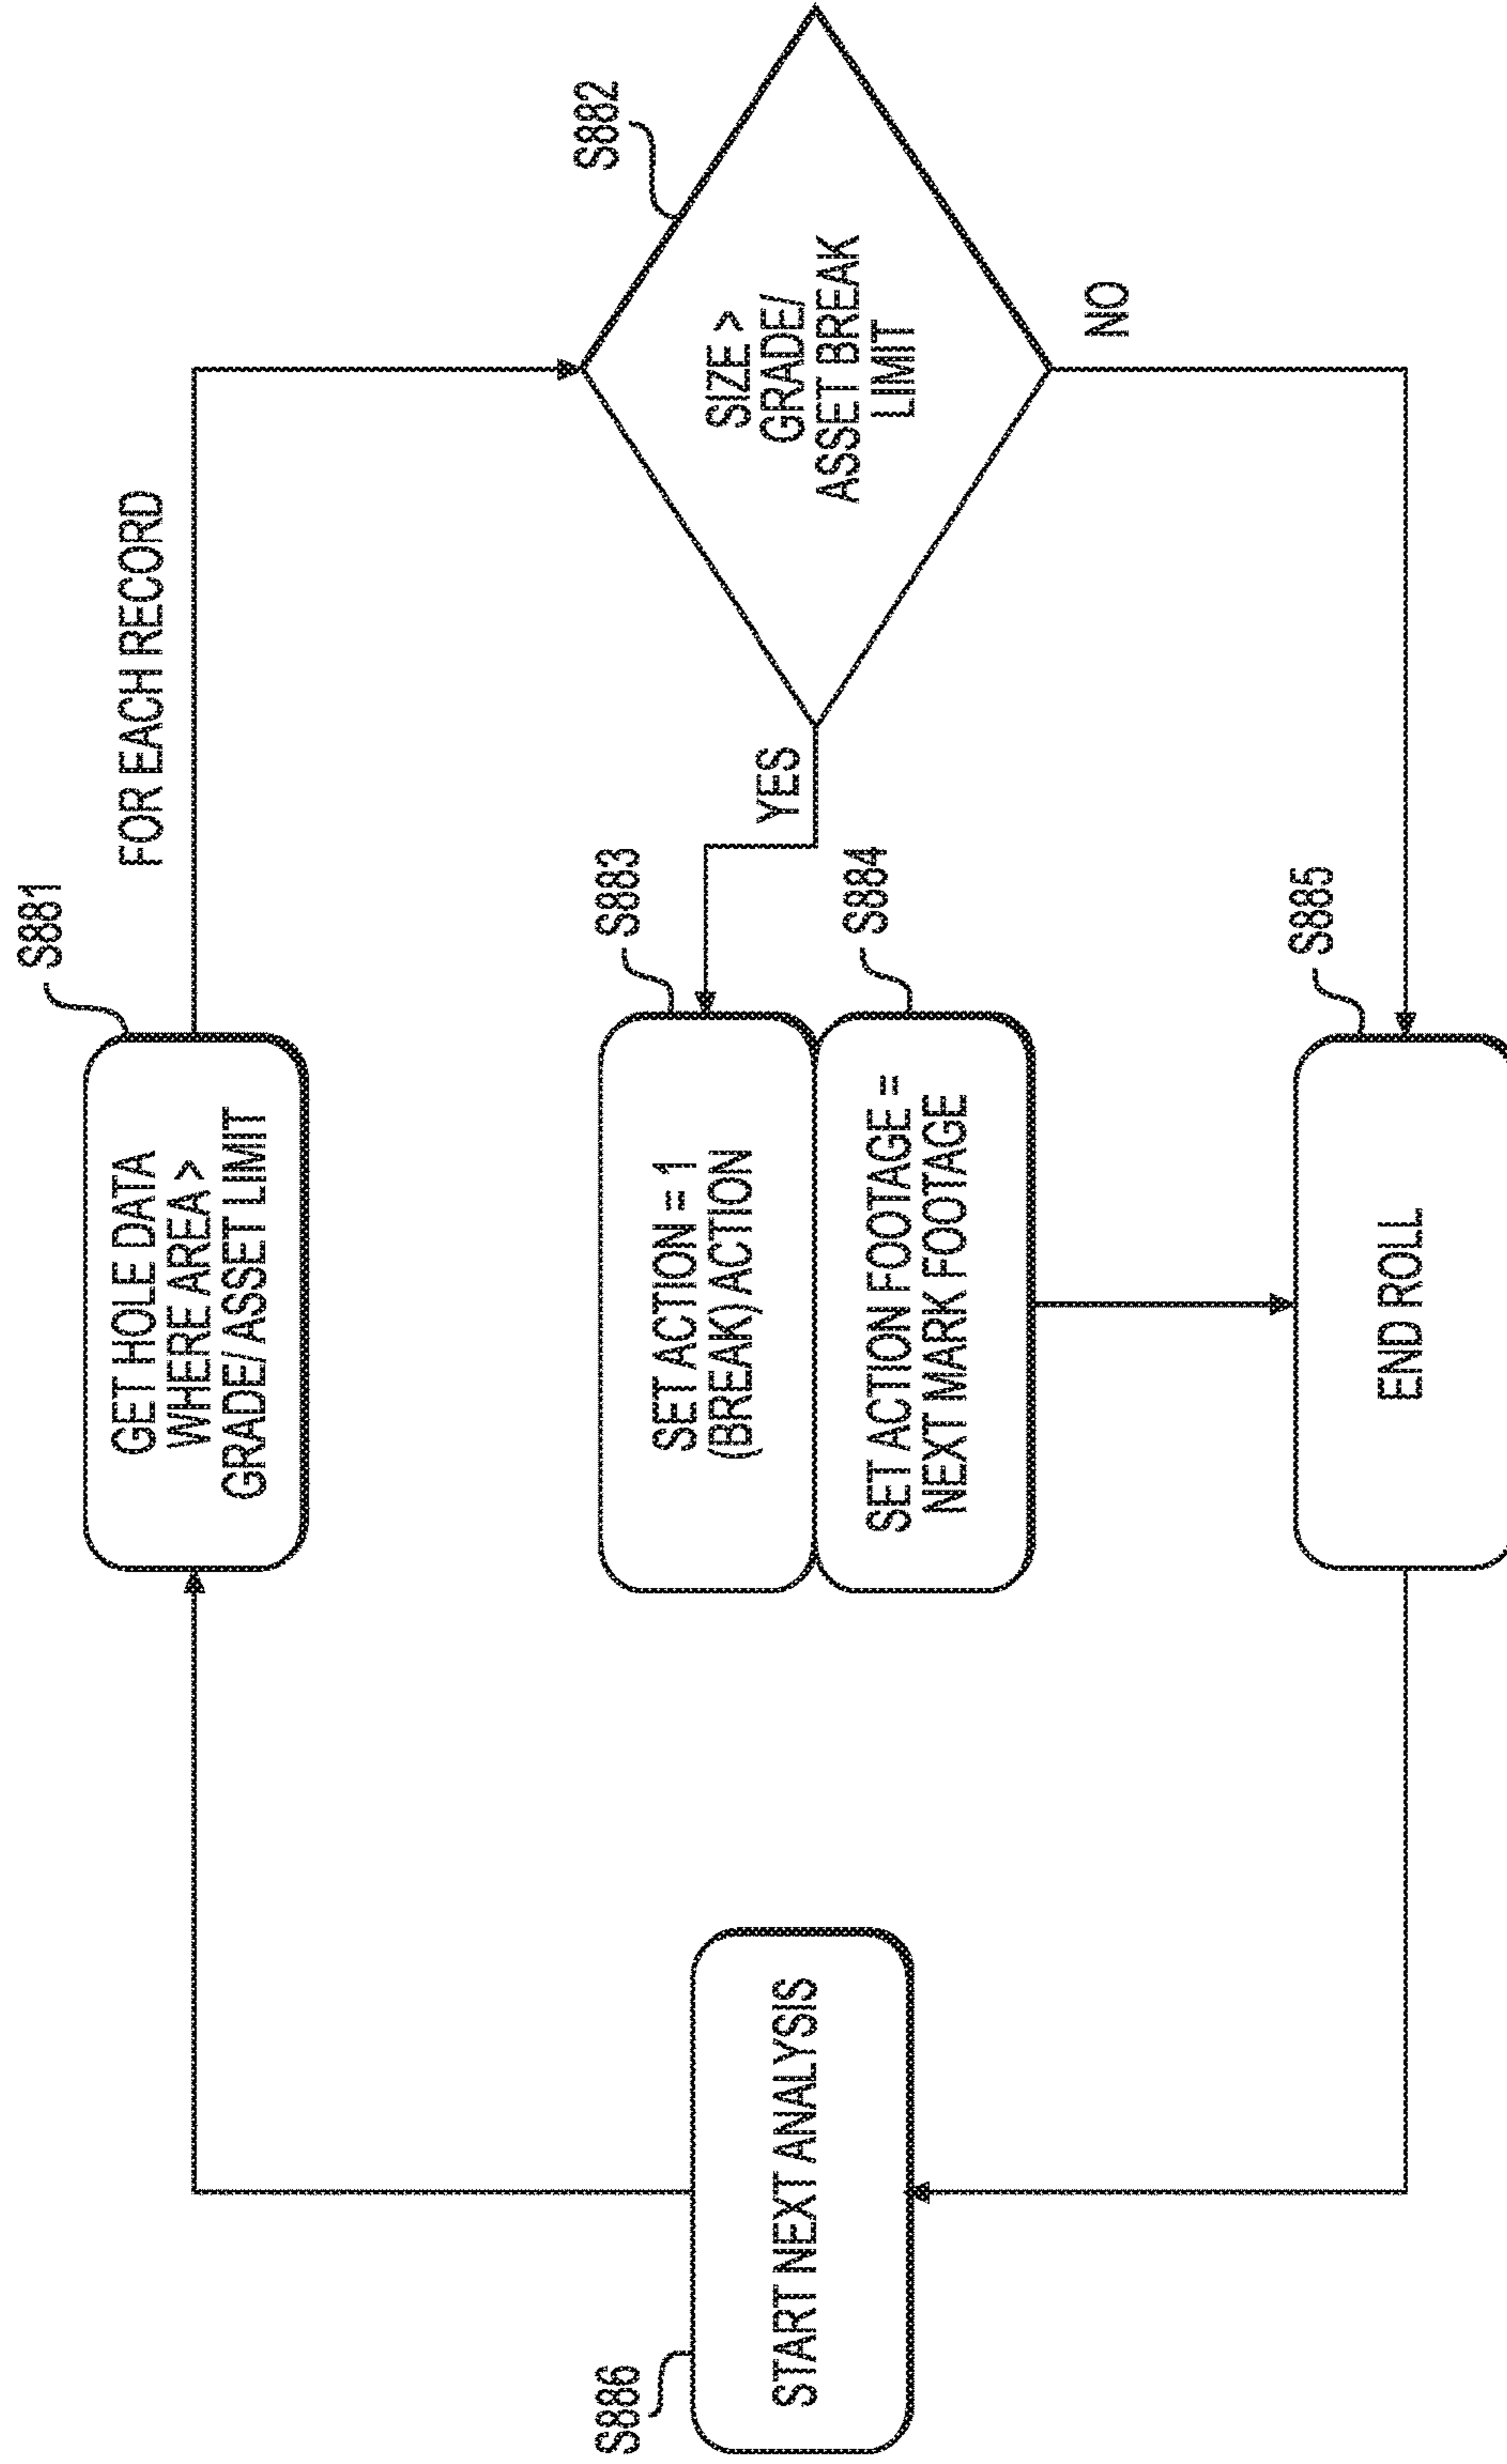 S881
GET HOLE DATA
WHERE AREA >
GRADE/ ASSET LIMIT
FOR EACH RECORD
S882
SIZE >
GRADE/
ASSET BREAK
LIMIT
YES
NO
S883
SET ACTION = 1
(BREAK) ACTION
S884
SET ACTION FOOTAGE =
NEXT MARK FOOTAGE
S885
END ROLL
S886
START NEXT ANALYSIS